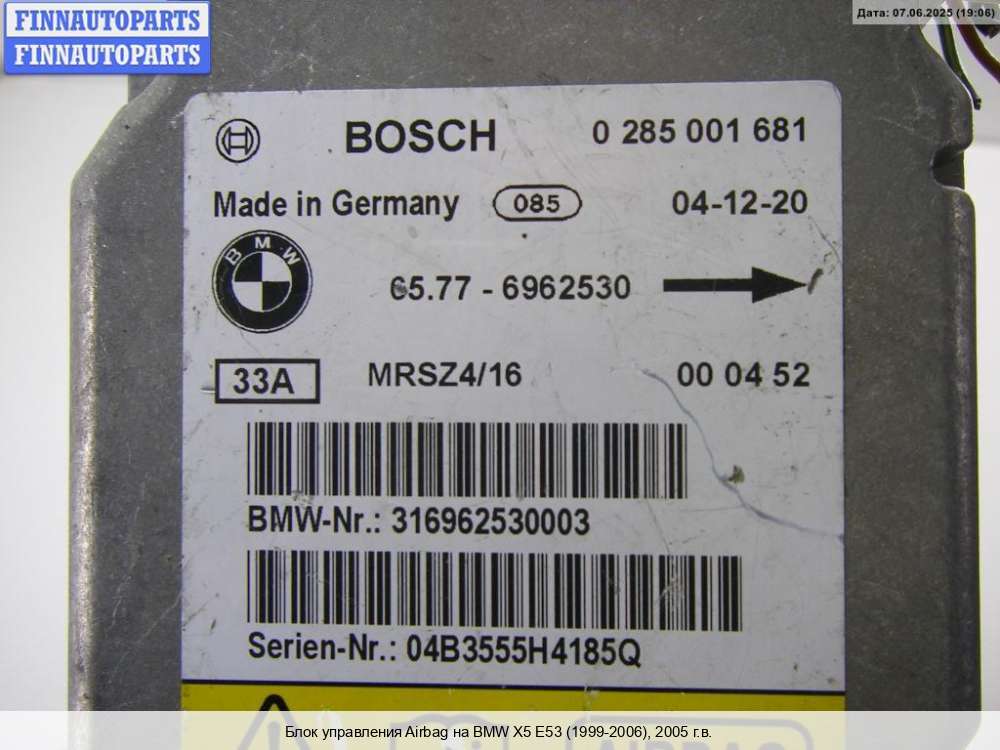 FINNAUTOPARTS
FINNAUTOPARTS
Дата: 07.06.2025 (19:06)
BOSCH 0 285 001 681
Made in Germany 085 04-12-20
BMW
65.77 - 6962530
33A MRSZ4/16 00 0 4 52
BMW-Nr.: 316962530003
Serien-Nr.: 04B3555H4185Q
Блок управления Airbag на BMW X5 E53 (1999-2006), 2005 г.в.